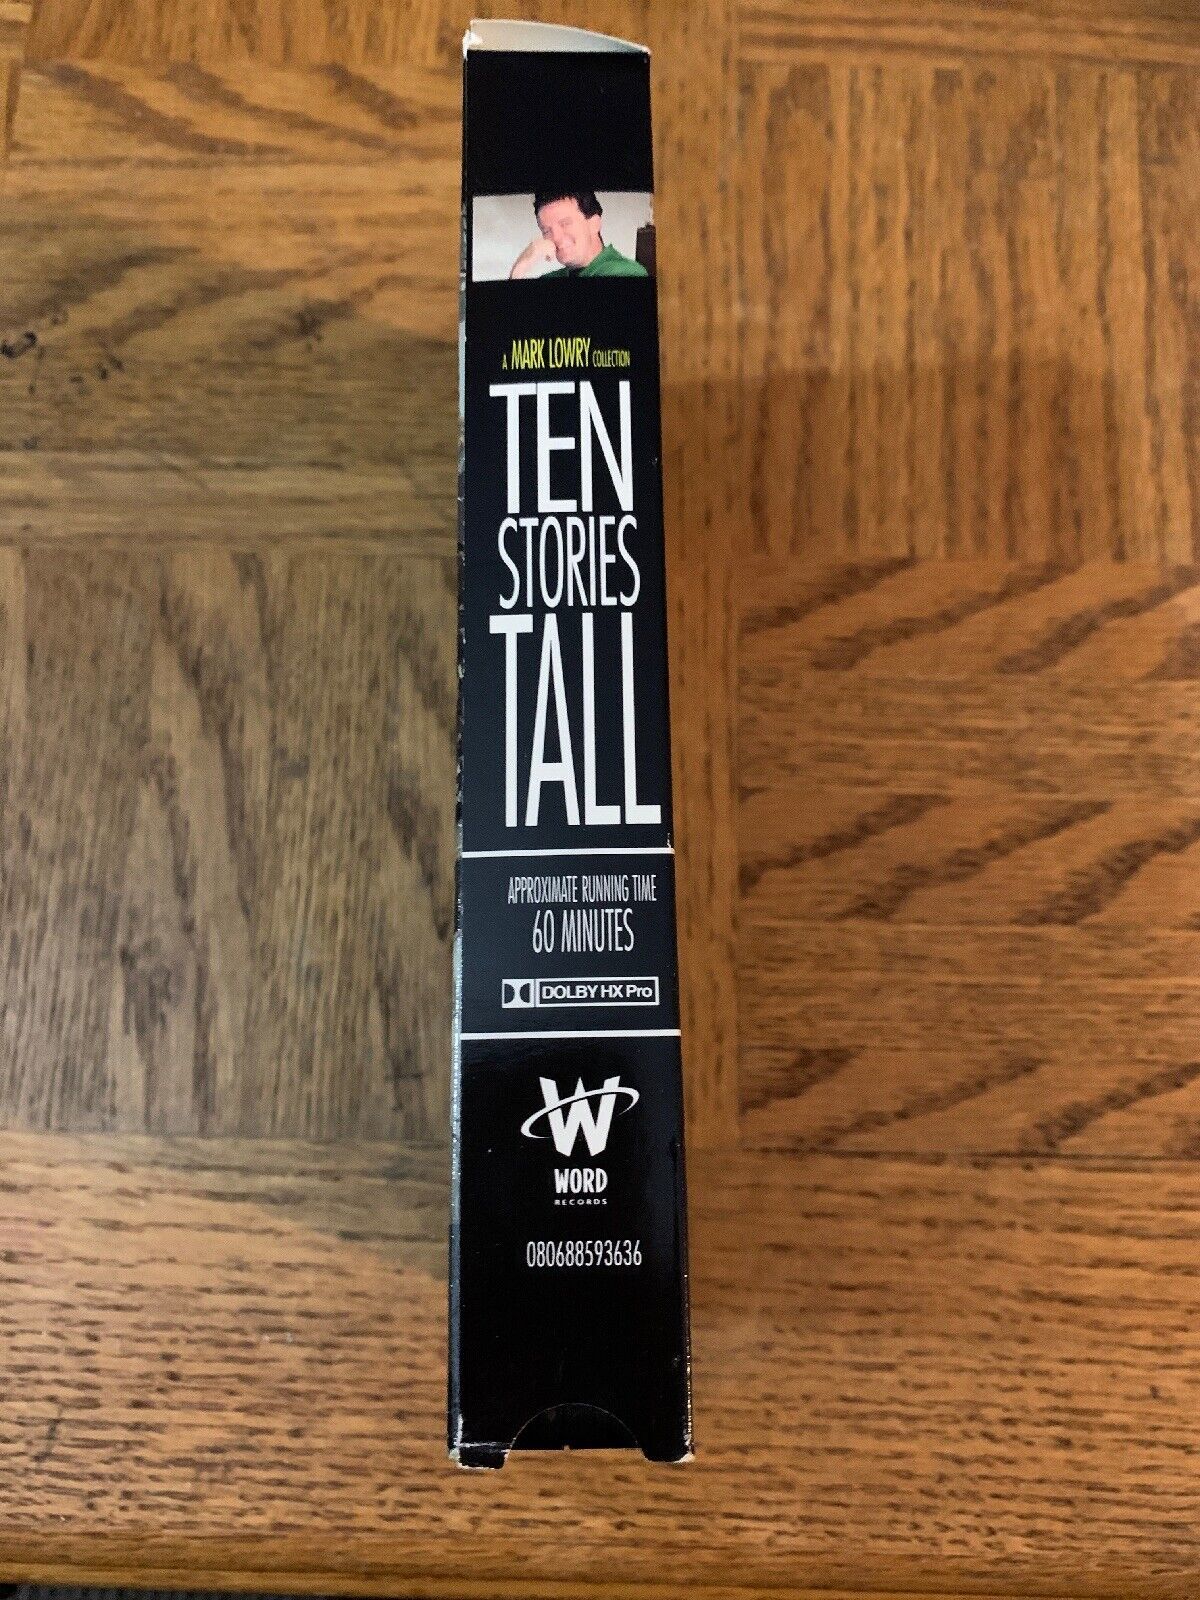 A MARK LOWRY COLLECTION
TEN
STORIES
TALL
APPROXIMATE RUNNING TIME
60 MINUTES
DOLBY HX Pro
W
WORD
RECORDS
080688593636